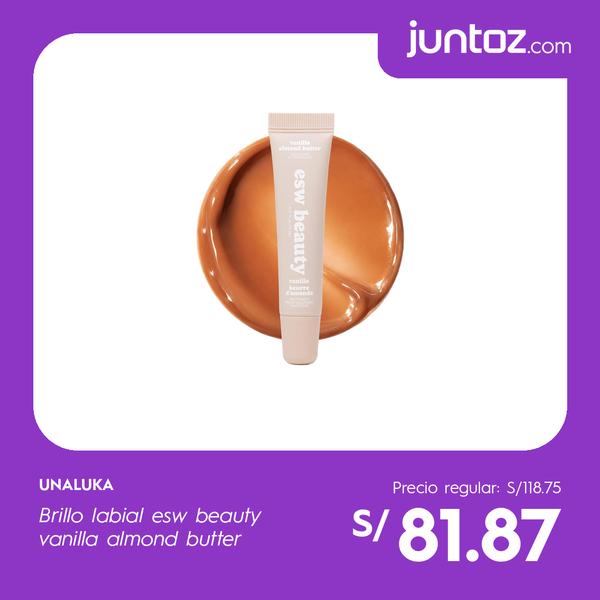 juntoz.com
vanilla
almond butter
esw beauty
vanille
beurre
d'amande
UNALUKA
Brillo labial esw beauty
vanilla almond butter
Precio regular: S/118.75
S/ 81.87